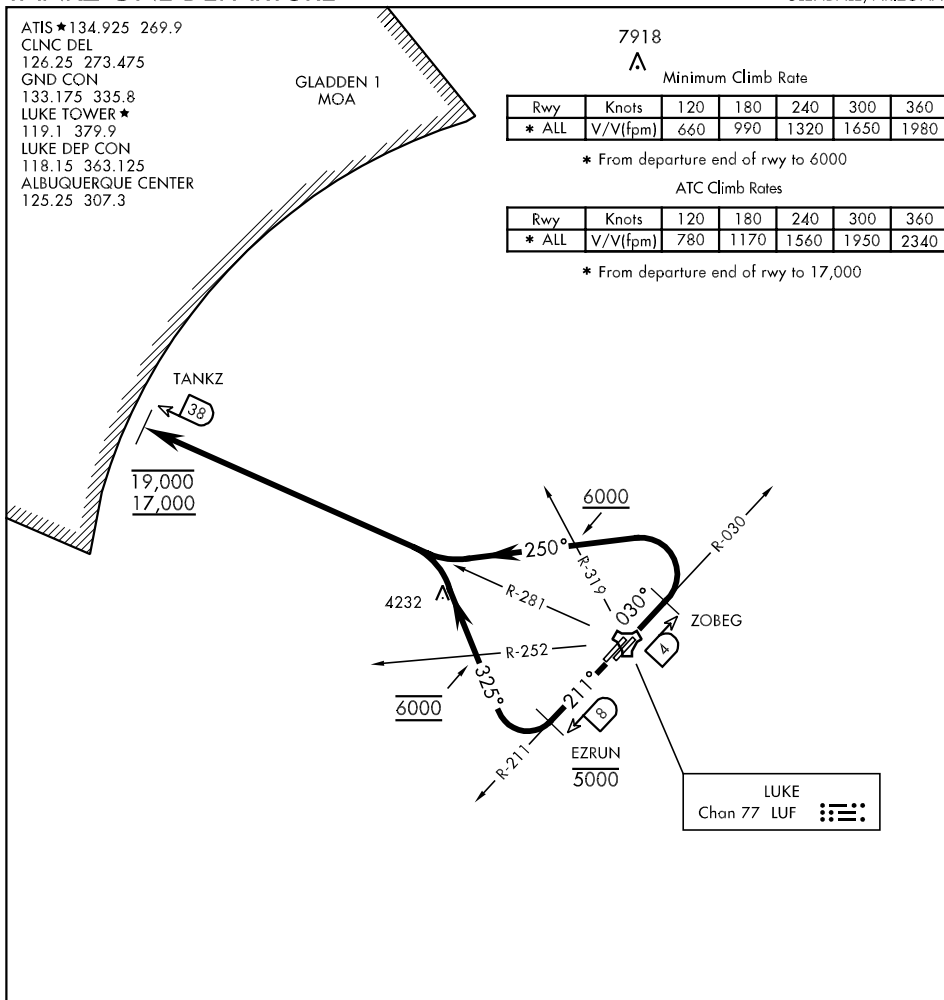 ATIS ★ 134.925 269.9
CLNC DEL
126.25 273.475
GND CON
133.175 335.8
LUKE TOWER ★
119.1 379.9
LUKE DEP CON
118.15 363.125
ALBUQUERQUE CENTER
125.25 307.3
GLADDEN 1
MOA
7918
Minimum Climb Rate
Rwy Knots 120 180 240 300 360
* ALL V/V(fpm) 660 990 1320 1650 1980
* From departure end of rwy to 6000
ATC Climb Rates
Rwy Knots 120 180 240 300 360
* ALL V/V(fpm) 780 1170 1560 1950 2340
* From departure end of rwy to 17,000
TANKZ
38
19,000
17,000
6000
250°
R-319
R-030
030°
R-281
4232
ZOBEG
4
R-252
325°
6000
211°
8
R-211
EZRUN
5000
LUKE
Chan 77 LUF